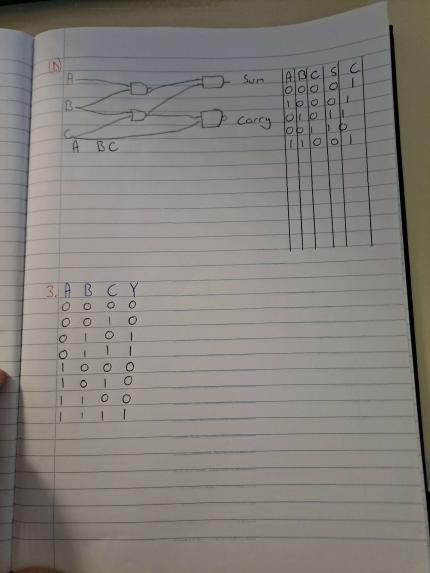 (1)
A
B
C
A B C
Sum
Carry
A B C S C
0 0 0 0 1
1 0 0 0 1
0 1 0 1 1
0 0 1 1 0
1 1 0 0 1
3. A B C Y
0 0 0 0
0 0 1 0
0 1 0 1
0 1 1 1
1 0 0 0
1 0 1 0
1 1 0 0
1 1 1 1